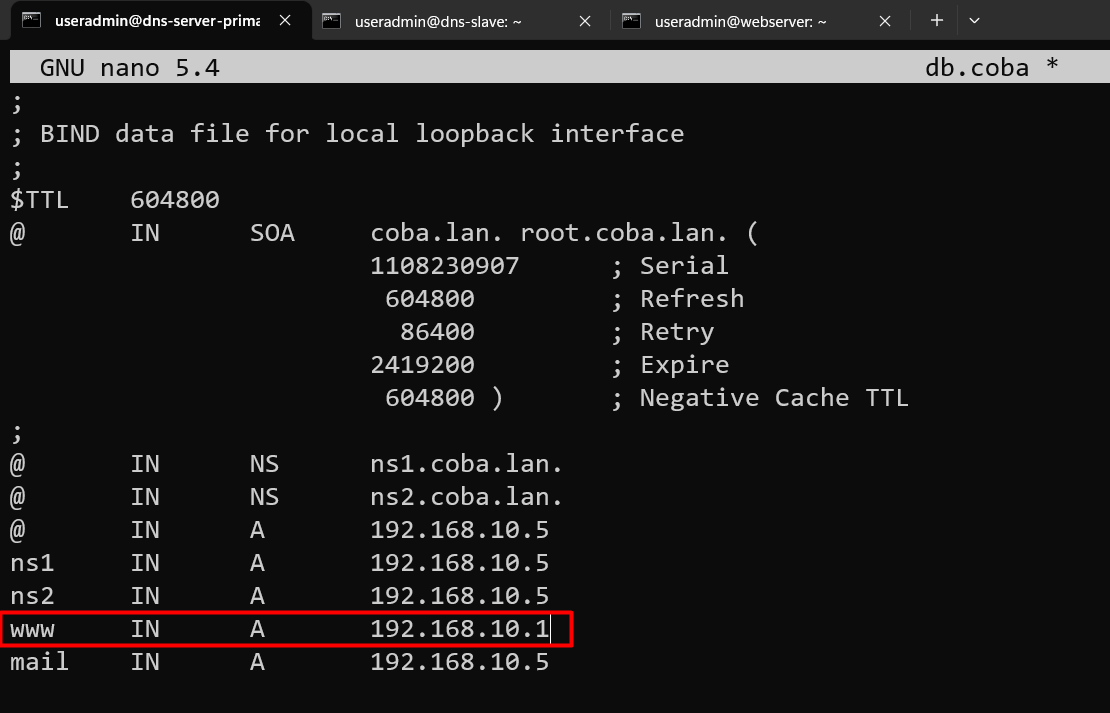 useradmin@dns-server-prima useradmin@dns-slave: ~ useradmin@webserver: ~
GNU nano 5.4 db.coba *
;
; BIND data file for local loopback interface
;
$TTL 604800
@ IN SOA coba.lan. root.coba.lan. (
1108230907 ; Serial
604800 ; Refresh
86400 ; Retry
2419200 ; Expire
604800 ) ; Negative Cache TTL
;
@ IN NS ns1.coba.lan.
@ IN NS ns2.coba.lan.
@ IN A 192.168.10.5
ns1 IN A 192.168.10.5
ns2 IN A 192.168.10.5
www IN A 192.168.10.1
mail IN A 192.168.10.5